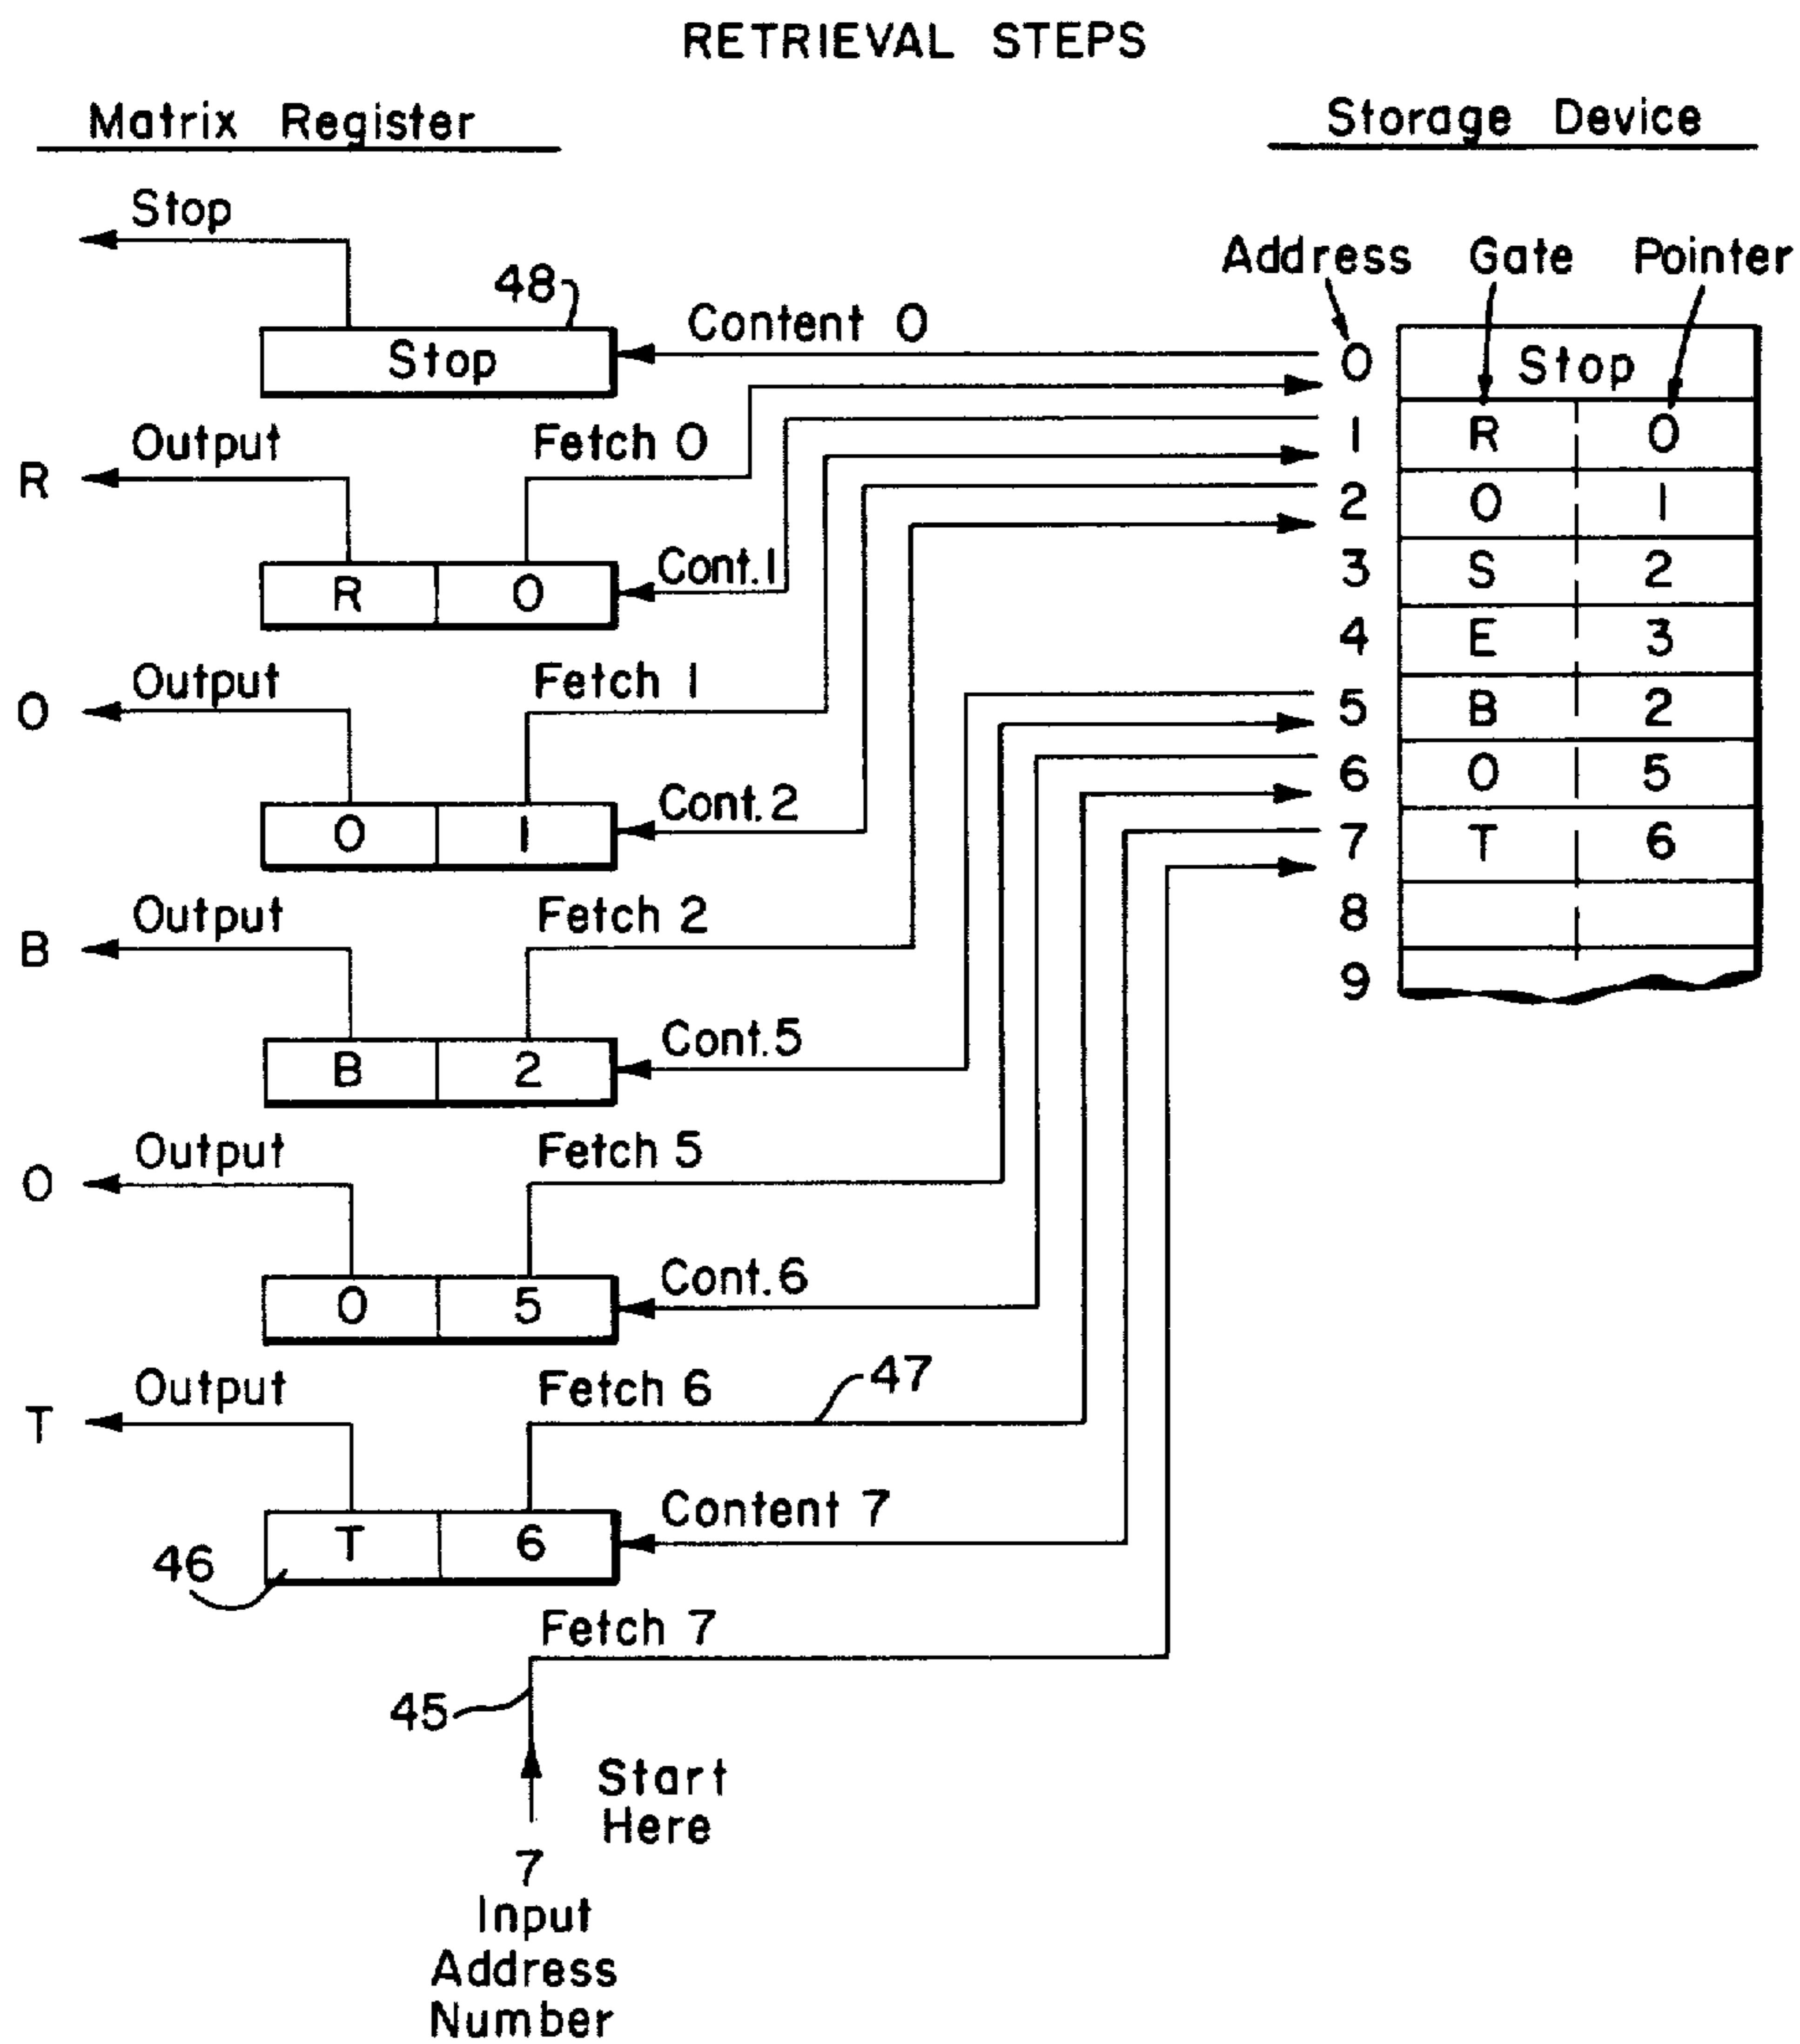 RETRIEVAL STEPS
Matrix Register
Storage Device
Stop
Address Gate Pointer
48
Content 0
Stop
0 Stop
Output
Fetch 0
1 R 0
R
2 O 1
Cont. 1
R 0
3 S 2
4 E 3
Output
Fetch 1
O
5 B 2
6 O 5
Cont. 2
O 1
7 T 6
Output
Fetch 2
8
B
9
Cont. 5
B 2
Output
Fetch 5
O
Cont. 6
O 5
Output
Fetch 6
47
T
Content 7
T 6
46
Fetch 7
45
Start
Here
7
Input
Address
Number